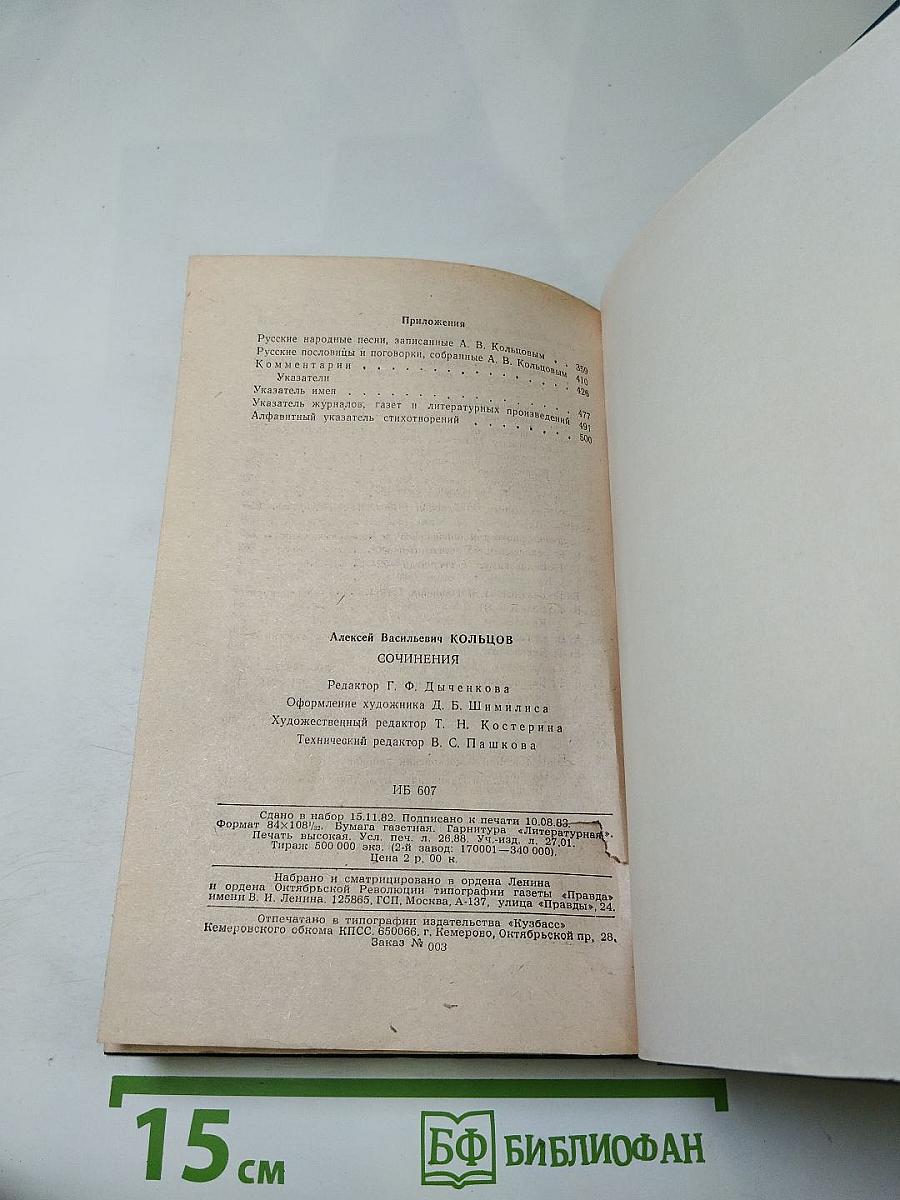 Приложения
Русские народные песни, записанные А. В. Кольцовым . . 359
Русские пословицы и поговорки, собранные А. В. Кольцовым 410
Комментарии . . . . . . . . . . . . . . . 426
Указатели
Указатель имен . . . . . . . . . . . . . . 477
Указатель журналов, газет и литературных произведений 491
Алфавитный указатель стихотворений . . . . . . . . 500
Алексей Васильевич КОЛЬЦОВ
СОЧИНЕНИЯ
Редактор Г. Ф. Дыченкова
Оформление художника Д. Б. Шимилиса
Художественный редактор Т. Н. Костерина
Технический редактор В. С. Пашкова
ИБ 607
Сдано в набор 15.11.82. Подписано к печати 10.08.83.
Формат 84×108¹/₃₂. Бумага газетная. Гарнитура «Литературная».
Печать высокая. Усл. печ. л. 26,88. Уч.-изд. л. 27,01.
Тираж 500 000 экз. (2-й завод: 170001—340 000).
Цена 2 р. 00 к.
Набрано и сматрицировано в ордена Ленина
и ордена Октябрьской Революции типографии газеты «Правда»
имени В. И. Ленина. 125865, ГСП, Москва, А-137, улица «Правды», 24.
Отпечатано в типографии издательства «Кузбасс»
Кемеровского обкома КПСС. 650066, г. Кемерово, Октябрьской пр, 28.
Заказ № 003
15 см
БФ БИБЛИОФАН